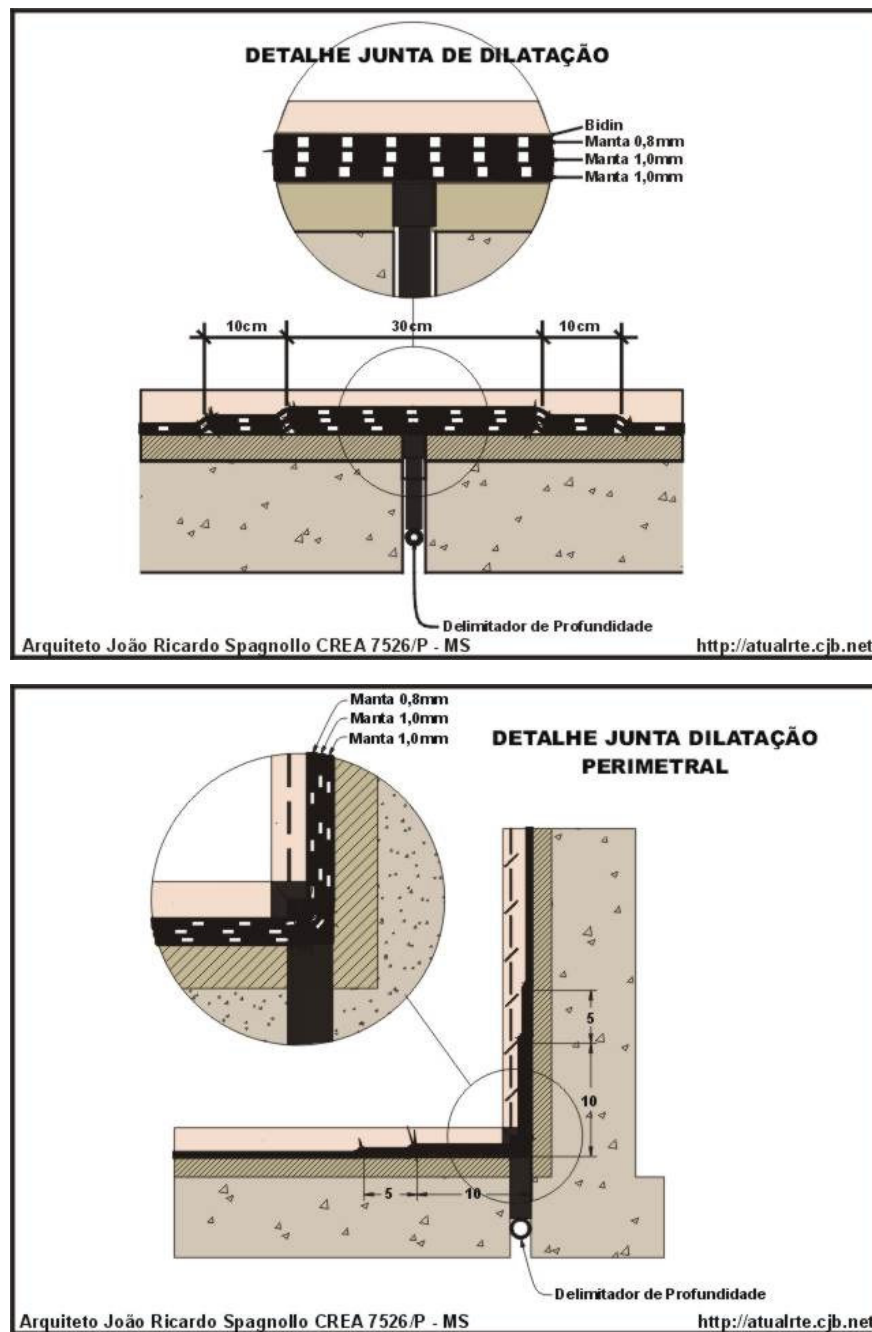 DETALHE JUNTA DE DILATAÇÃO
Bidin
Manta 0,8mm
Manta 1,0mm
Manta 1,0mm
10cm
30cm
10cm
Delimitador de Profundidade
Arquiteto João Ricardo Spagnollo CREA 7526/P - MS
http://atualrte.cjb.net
Manta 0,8mm
Manta 1,0mm
Manta 1,0mm
DETALHE JUNTA DILATAÇÃO
PERIMETRAL
5
10
5
10
Delimitador de Profundidade
Arquiteto João Ricardo Spagnollo CREA 7526/P - MS
http://atualrte.cjb.net